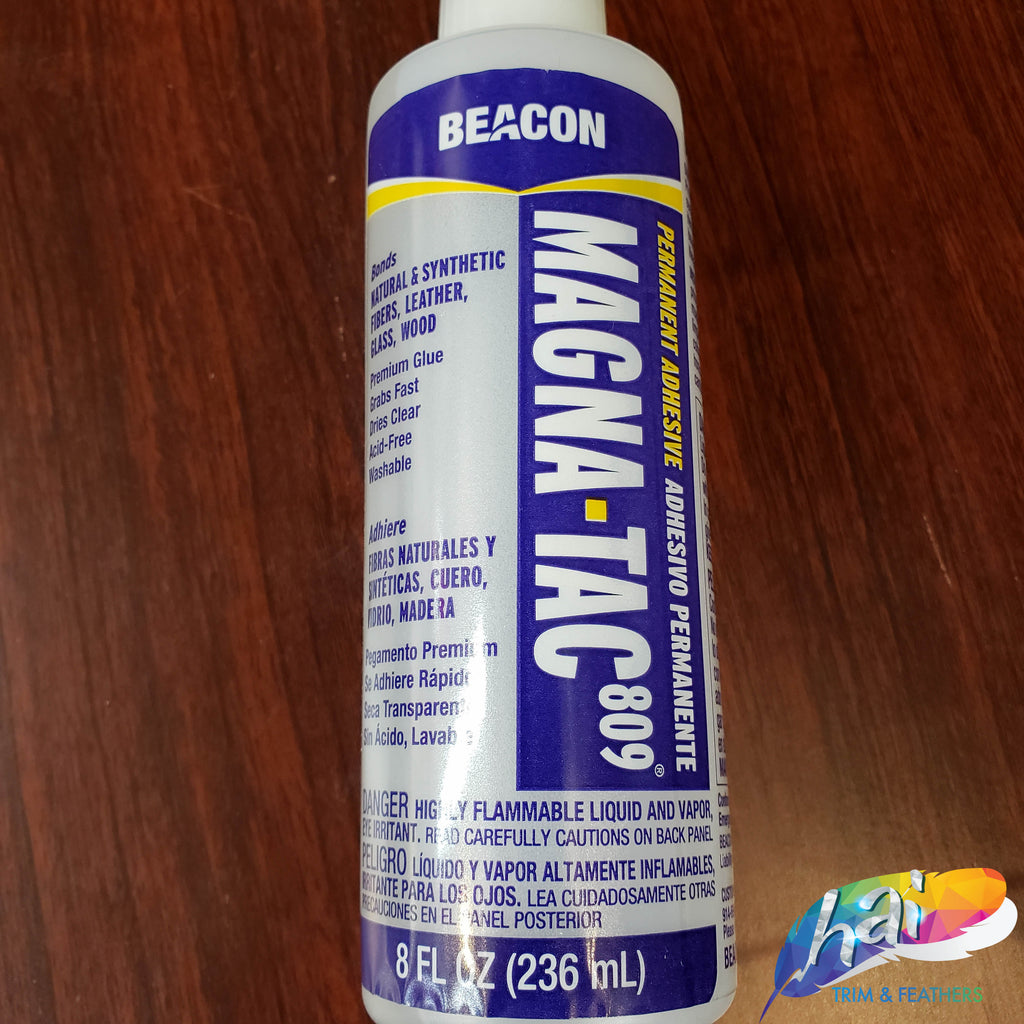 BEACON
Bonds
NATURAL & SYNTHETIC
FIBERS, LEATHER,
GLASS, WOOD
Premium Glue
Grabs Fast
Dries Clear
Acid-Free
Washable
Adhiere
FIBRAS NATURALES Y
SINTÉTICAS, CUERO,
VIDRIO, MADERA
Pegamento Premium
Se Adhiere Rápido
Seca Transparente
Sin Ácido, Lavable
MAGNA-TAC 809®
PERMANENT ADHESIVE ADHESIVO PERMANENTE
DANGER HIGHLY FLAMMABLE LIQUID AND VAPOR,
EYE IRRITANT. READ CAREFULLY CAUTIONS ON BACK PANEL
PELIGRO LÍQUIDO Y VAPOR ALTAMENTE INFLAMABLES,
IRRITANTE PARA LOS OJOS. LEA CUIDADOSAMENTE OTRAS
PRECAUCIONES EN EL PANEL POSTERIOR
8 FL OZ (236 mL)
hai
TRIM & FEATHERS